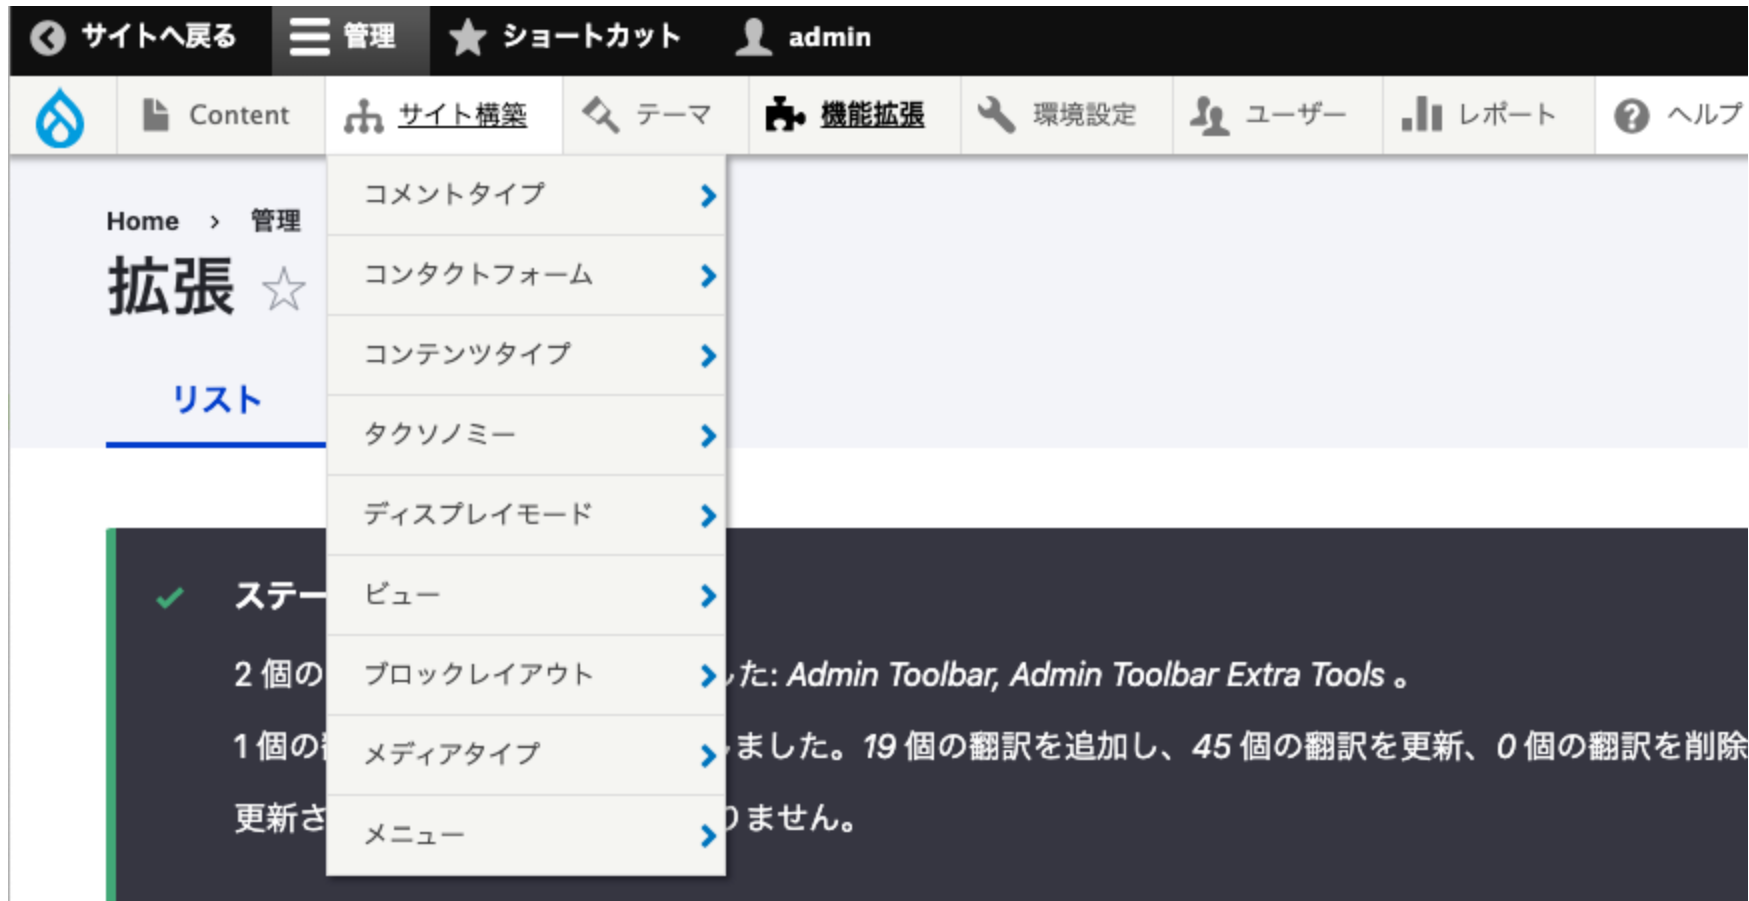 サイトへ戻る 管理 ショートカット admin
Content サイト構築 テーマ 機能拡張 環境設定 ユーザー レポート ヘルプ
Home › 管理
拡張
リスト
コメントタイプ
コンタクトフォーム
コンテンツタイプ
タクソノミー
ディスプレイモード
ビュー
ブロックレイアウト
メディアタイプ
メニュー
ステー
2 個の した: Admin Toolbar, Admin Toolbar Extra Tools 。
1 個の しました。19 個の翻訳を追加し、45 個の翻訳を更新、0 個の翻訳を削除
更新さ りません。